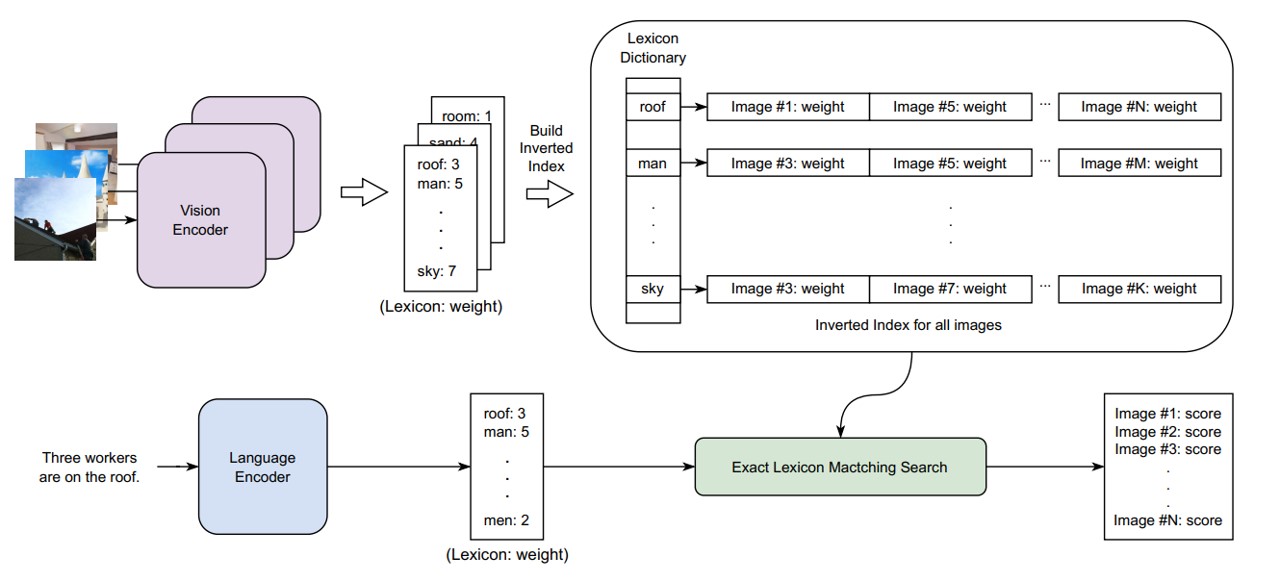 Vision
Encoder
room: 1
sand: 4
roof: 3
man: 5
.
.
.
sky: 7
(Lexicon: weight)
Build
Inverted
Index
Lexicon
Dictionary
roof
Image #1: weight
Image #5: weight
...
Image #N: weight
man
Image #3: weight
Image #5: weight
...
Image #M: weight
.
.
.
.
.
.
sky
Image #3: weight
Image #7: weight
...
Image #K: weight
Inverted Index for all images
Three workers
are on the roof.
Language
Encoder
roof: 3
man: 5
.
.
.
men: 2
(Lexicon: weight)
Exact Lexicon Mactching Search
Image #1: score
Image #2: score
Image #3: score
.
.
.
Image #N: score